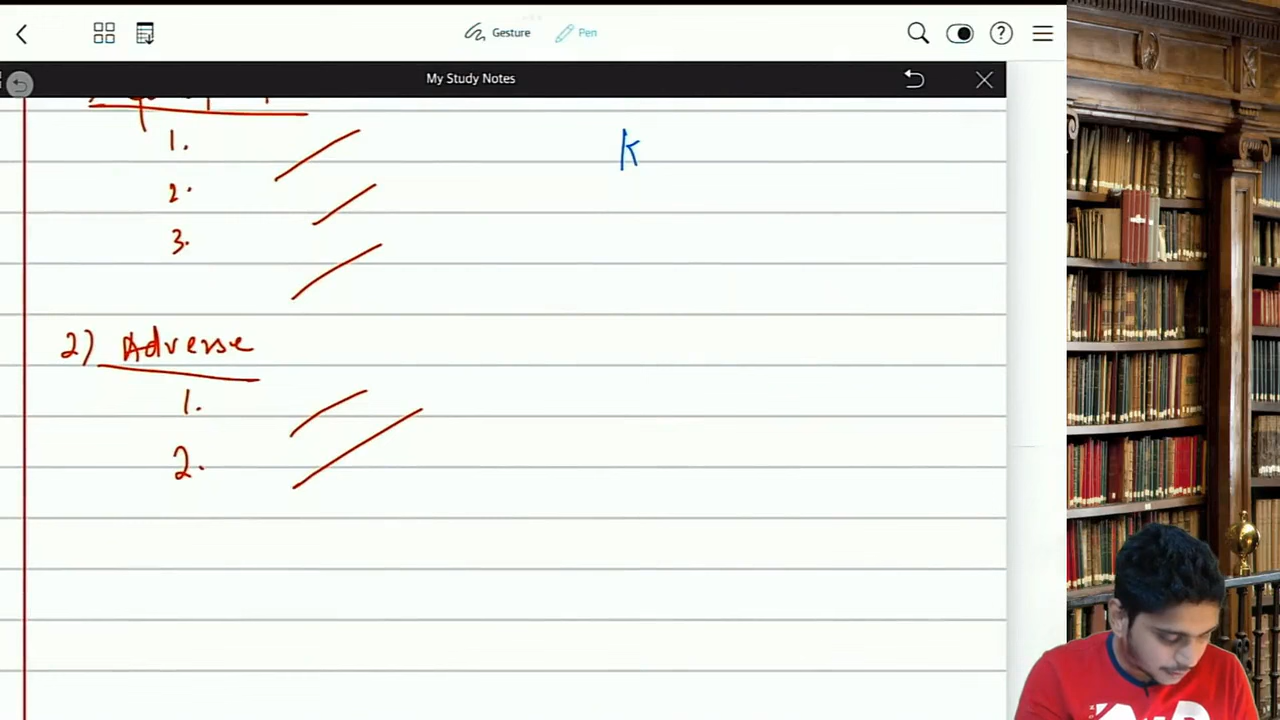 Gesture Pen
My Study Notes
1.
k
2.
3.
2) Adverse
1.
2.